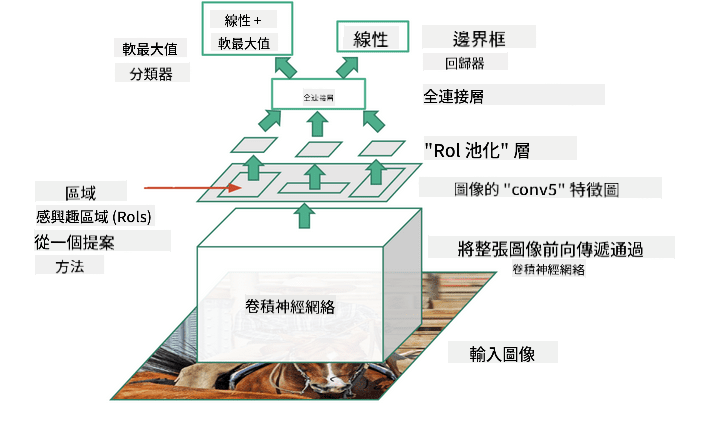 線性 +
軟最大值
線性
邊界框
回歸器
軟最大值
分類器
全連接層
全連接層
"Rol 池化" 層
圖像的 "conv5" 特徵圖
區域
感興趣區域 (Rols)
從一個提案
方法
將整張圖像前向傳遞通過
卷積神經網絡
卷積神經網絡
輸入圖像